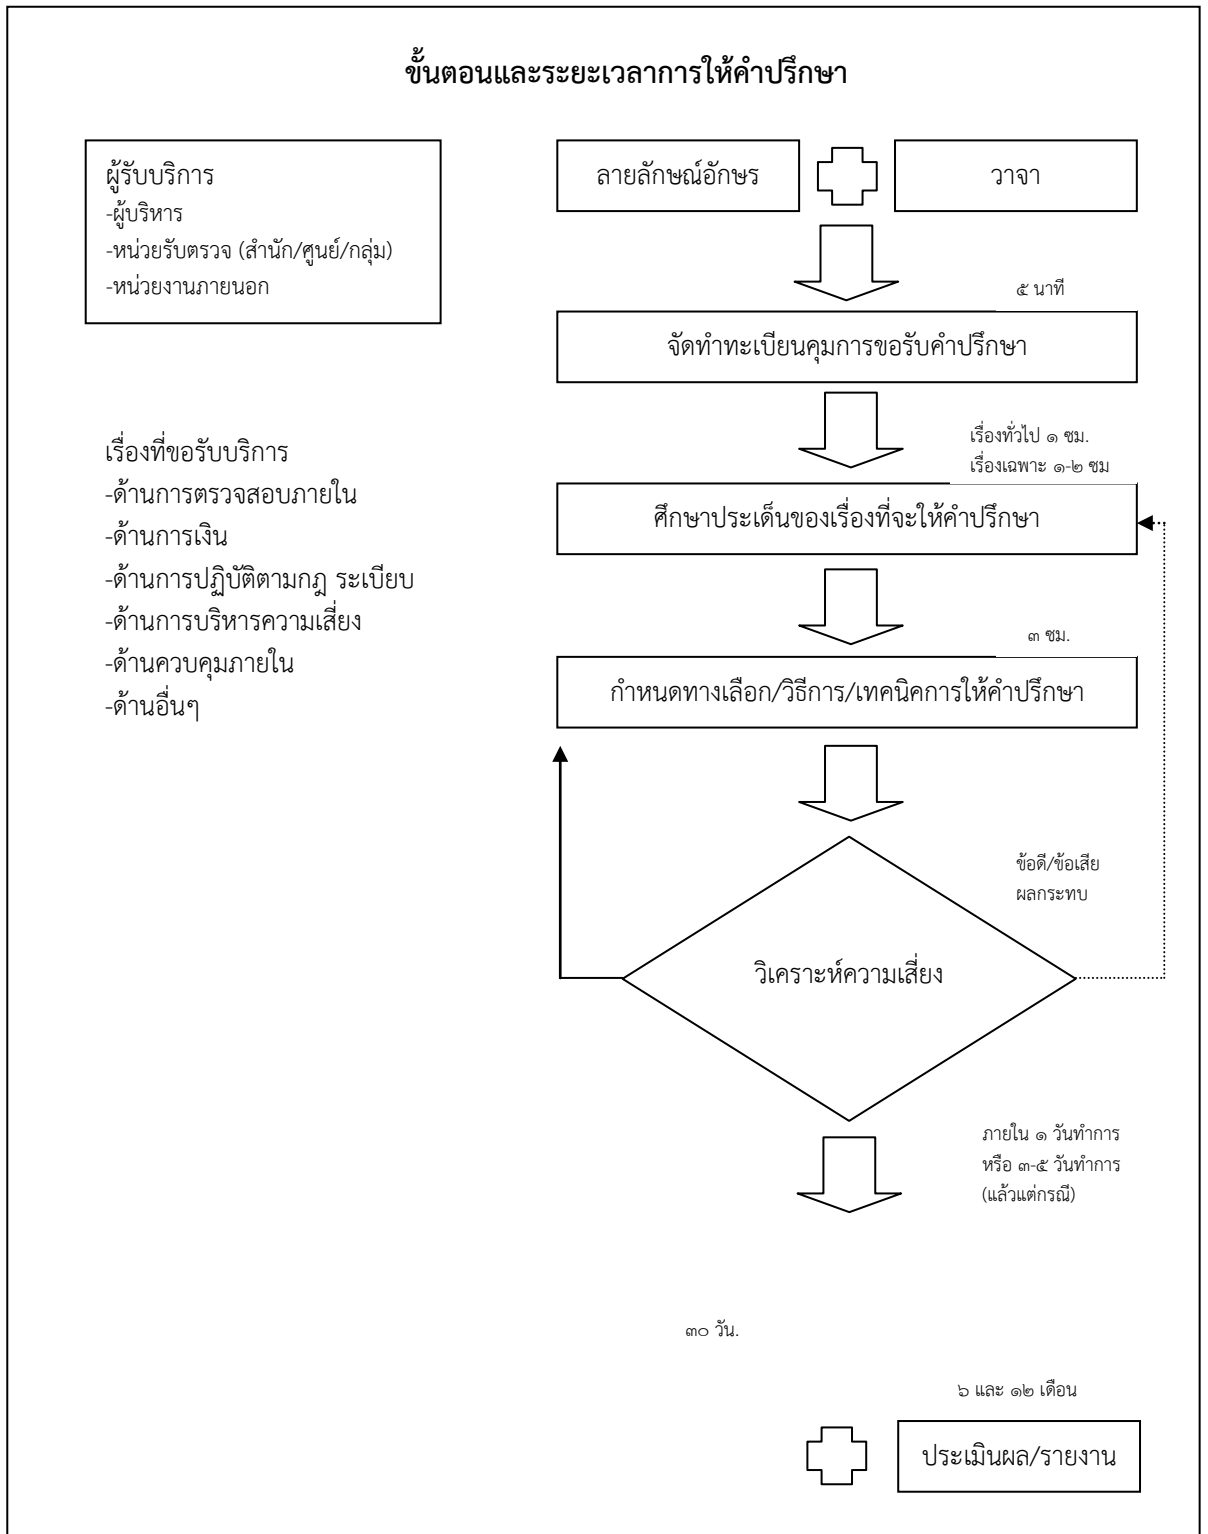 ขั้นตอนและระยะเวลาการให้คำปรึกษา
ผู้รับบริการ
-ผู้บริหาร
-หน่วยรับตรวจ (สำนัก/ศูนย์/กลุ่ม)
-หน่วยงานภายนอก
ลายลักษณ์อักษร
วาจา
๕ นาที
จัดทำทะเบียนคุมการขอรับคำปรึกษา
เรื่องที่ขอรับบริการ
-ด้านการตรวจสอบภายใน
-ด้านการเงิน
-ด้านการปฏิบัติตามกฎ ระเบียบ
-ด้านการบริหารความเสี่ยง
-ด้านควบคุมภายใน
-ด้านอื่นๆ
เรื่องทั่วไป ๑ ชม.
เรื่องเฉพาะ ๑-๒ ชม
ศึกษาประเด็นของเรื่องที่จะให้คำปรึกษา
๓ ชม.
กำหนดทางเลือก/วิธีการ/เทคนิคการให้คำปรึกษา
ข้อดี/ข้อเสีย
ผลกระทบ
วิเคราะห์ความเสี่ยง
ภายใน ๑ วันทำการ
หรือ ๓-๕ วันทำการ
(แล้วแต่กรณี)
๓๐ วัน.
๖ และ ๑๒ เดือน
ประเมินผล/รายงาน